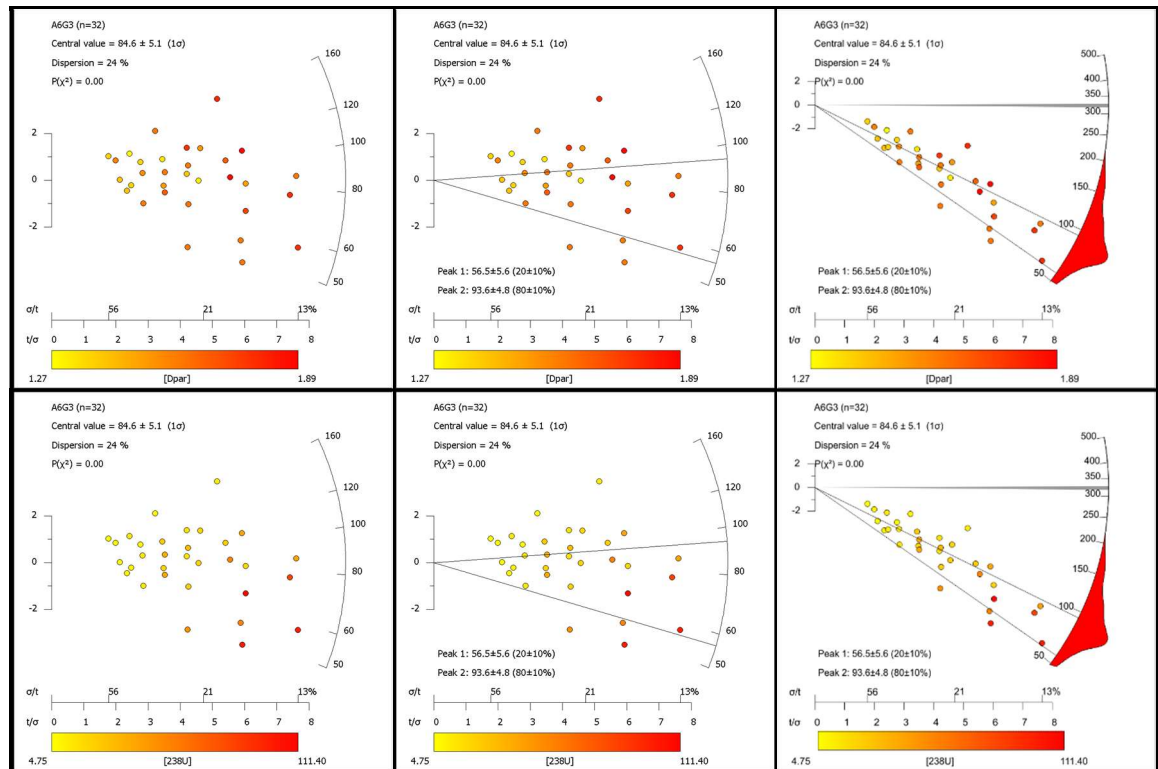 A6G3 (n=32)
Central value = 84.6 ± 5.1 (1σ)
Dispersion = 24 %
P(χ²) = 0.00
160
120
100
80
60
50
2
0
-2
σ/t 56 21 13%
t/σ 0 1 2 3 4 5 6 7 8
1.27 [Dpar] 1.89
A6G3 (n=32)
Central value = 84.6 ± 5.1 (1σ)
Dispersion = 24 %
P(χ²) = 0.00
160
120
100
80
60
50
2
0
-2
Peak 1: 56.5±5.6 (20±10%)
Peak 2: 93.6±4.8 (80±10%)
σ/t 56 21 13%
t/σ 0 1 2 3 4 5 6 7 8
1.27 [Dpar] 1.89
A6G3 (n=32)
Central value = 84.6 ± 5.1 (1σ)
Dispersion = 24 %
P(χ²) = 0.00
500
400
350
300
200
150
100
50
2
0
-2
Peak 1: 56.5±5.6 (20±10%)
Peak 2: 93.6±4.8 (80±10%)
σ/t 56 21 13%
t/σ 0 1 2 3 4 5 6 7 8
1.27 [Dpar] 1.89
A6G3 (n=32)
Central value = 84.6 ± 5.1 (1σ)
Dispersion = 24 %
P(χ²) = 0.00
160
120
100
80
60
50
2
0
-2
σ/t 56 21 13%
t/σ 0 1 2 3 4 5 6 7 8
4.75 [238U] 111.40
A6G3 (n=32)
Central value = 84.6 ± 5.1 (1σ)
Dispersion = 24 %
P(χ²) = 0.00
160
120
100
80
60
50
2
0
-2
Peak 1: 56.5±5.6 (20±10%)
Peak 2: 93.6±4.8 (80±10%)
σ/t 56 21 13%
t/σ 0 1 2 3 4 5 6 7 8
4.75 [238U] 111.40
A6G3 (n=32)
Central value = 84.6 ± 5.1 (1σ)
Dispersion = 24 %
P(χ²) = 0.00
500
400
350
300
250
200
150
100
50
2
0
-2
Peak 1: 56.5±5.6 (20±10%)
Peak 2: 93.6±4.8 (80±10%)
σ/t 56 21 13%
t/σ 0 1 2 3 4 5 6 7 8
4.75 [238U] 111.40